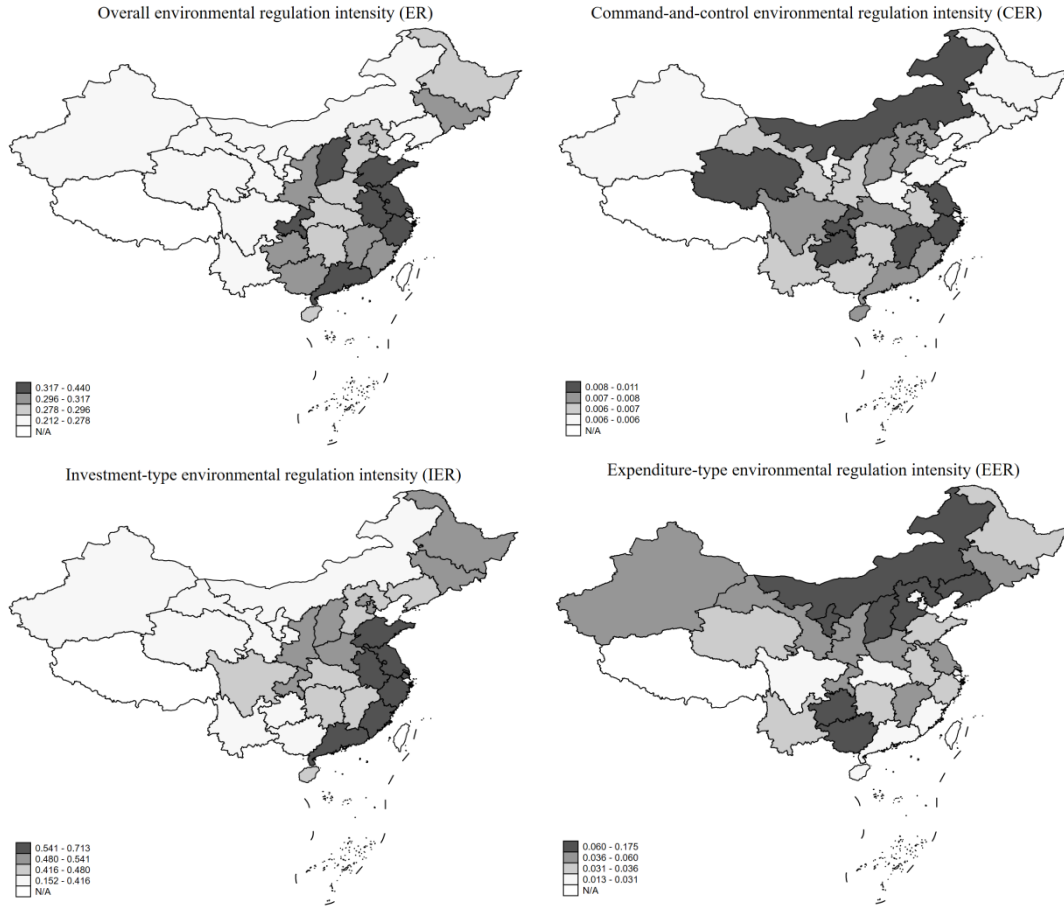 Overall environmental regulation intensity (ER)
0.317 - 0.440
0.296 - 0.317
0.278 - 0.296
0.212 - 0.278
N/A
Command-and-control environmental regulation intensity (CER)
0.008 - 0.011
0.007 - 0.008
0.006 - 0.007
0.006 - 0.006
N/A
Investment-type environmental regulation intensity (IER)
0.541 - 0.713
0.480 - 0.541
0.416 - 0.480
0.152 - 0.416
N/A
Expenditure-type environmental regulation intensity (EER)
0.060 - 0.175
0.036 - 0.060
0.031 - 0.036
0.013 - 0.031
N/A